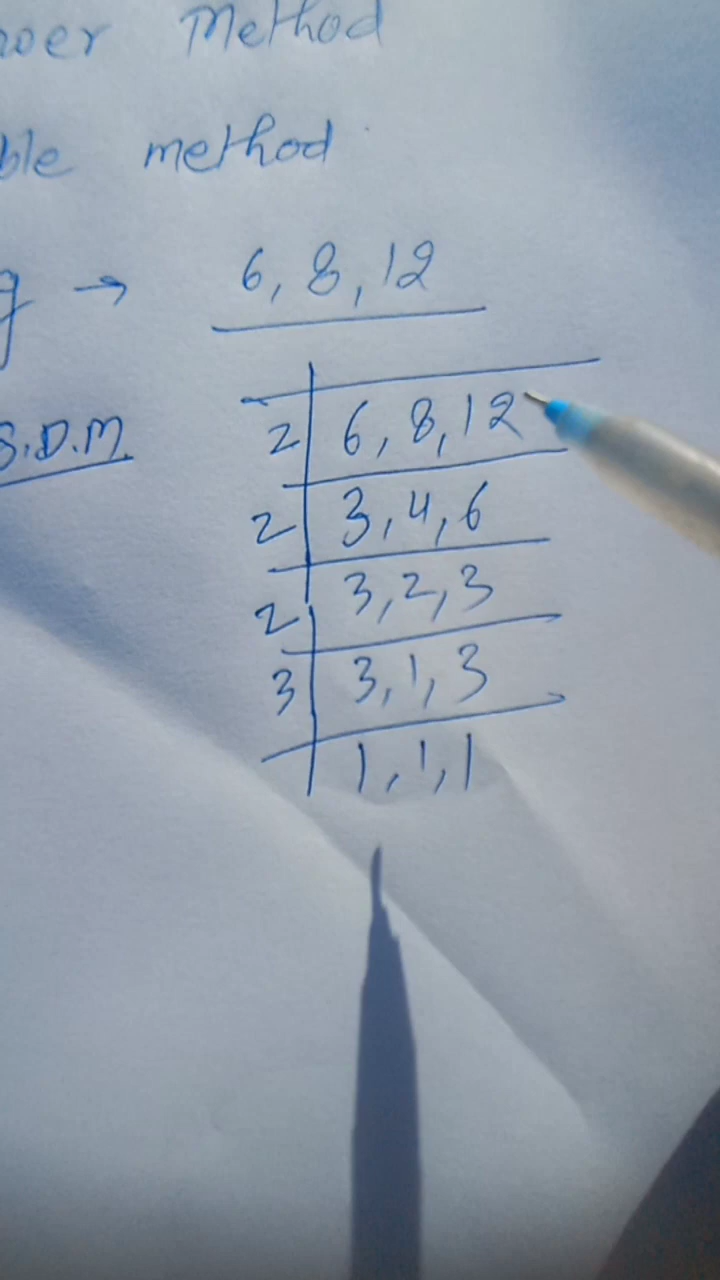 method
method
→ 6, 8, 12
S.D.M.
2 | 6, 8, 12
2 | 3, 4, 6
2 | 3, 2, 3
3 | 3, 1, 3
| 1, 1, 1